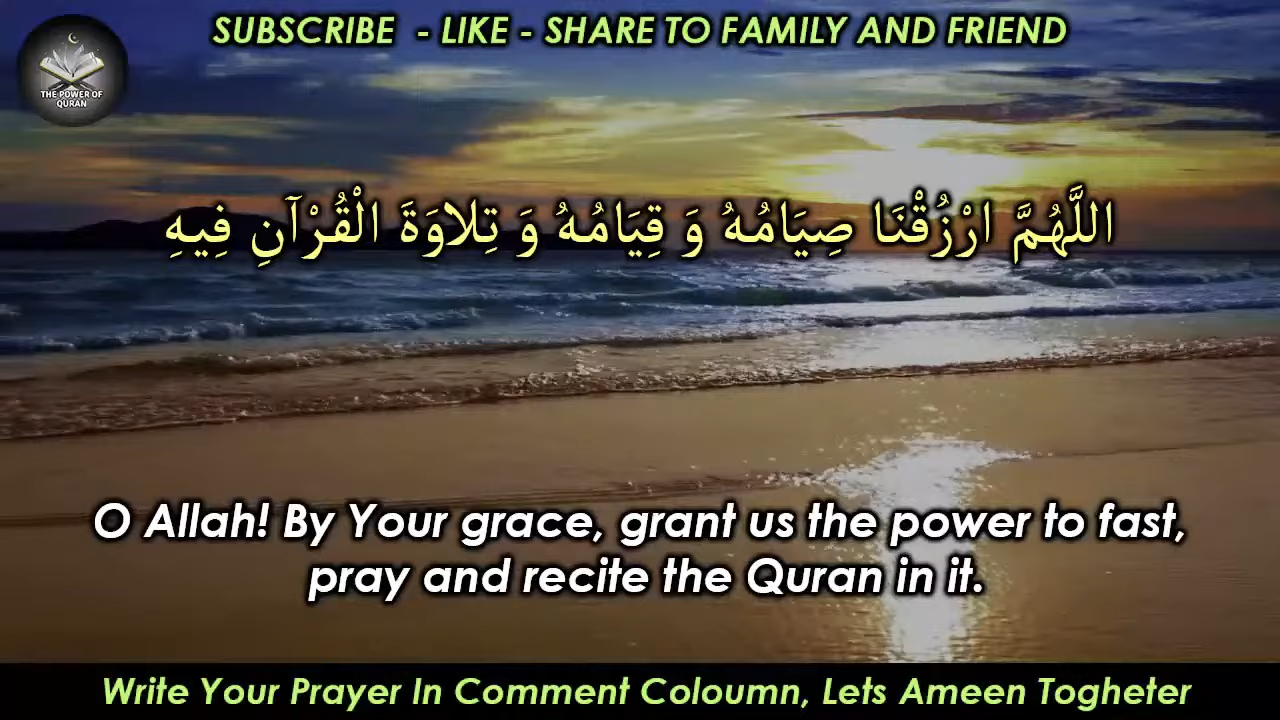 SUBSCRIBE - LIKE - SHARE TO FAMILY AND FRIEND
THE POWER OF
QURAN
اللَّهُمَّ ارْزُقْنَا صِيَامُهُ وَ قِيَامُهُ وَ تِلاوَةَ الْقُرْآنِ فِيهِ
O Allah! By Your grace, grant us the power to fast,
pray and recite the Quran in it.
Write Your Prayer In Comment Coloumn, Lets Ameen Togheter